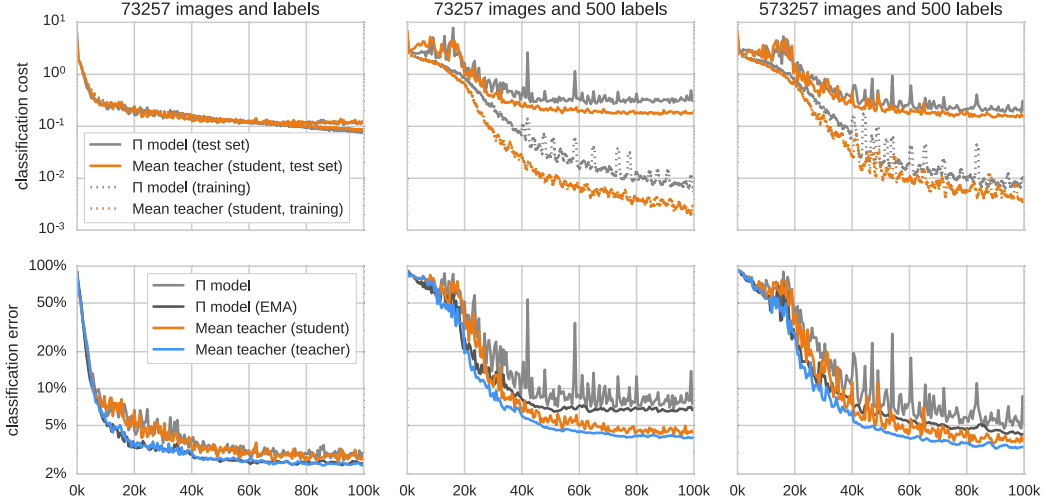 73257 images and labels
73257 images and 500 labels
573257 images and 500 labels
classification cost
10¹
10⁰
10⁻¹
10⁻²
10⁻³
Π model (test set)
Mean teacher (student, test set)
Π model (training)
Mean teacher (student, training)
classification error
100%
50%
20%
10%
5%
2%
Π model
Π model (EMA)
Mean teacher (student)
Mean teacher (teacher)
0k 20k 40k 60k 80k 100k
0k 20k 40k 60k 80k 100k
0k 20k 40k 60k 80k 100k